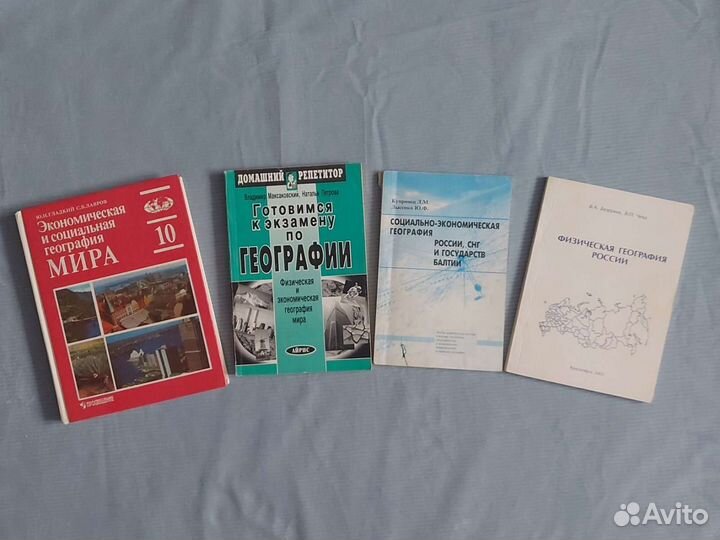 Ю.Н.ГЛАДКИЙ С.Б.ЛАВРОВ
Экономическая
и социальная
география
МИРА
10
ПРОСВЕЩЕНИЕ
ДОМАШНИЙ РЕПЕТИТОР
Владимир Максаковский, Наталья Петрова
Готовимся
к экзамену
по
ГЕОГРАФИИ
Физическая
и
экономическая
география
мира
АЙРИС
СОЦИАЛЬНО-ЭКОНОМИЧЕСКАЯ
ГЕОГРАФИЯ
РОССИИ, СНГ
И ГОСУДАРСТВ
БАЛТИИ
ФИЗИЧЕСКАЯ ГЕОГРАФИЯ
РОССИИ
Avito